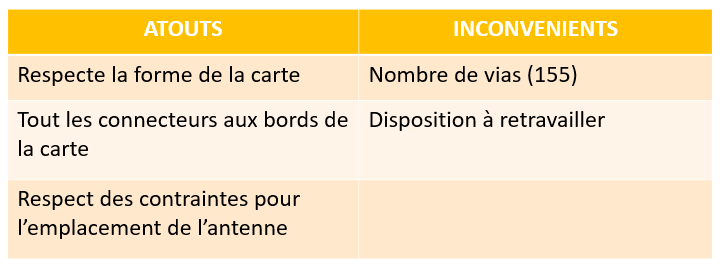 ATOUTS INCONVENIENTS
Respecte la forme de la carte Nombre de vias (155)
Tout les connecteurs aux bords de Disposition à retravailler
la carte
Respect des contraintes pour
l’emplacement de l’antenne